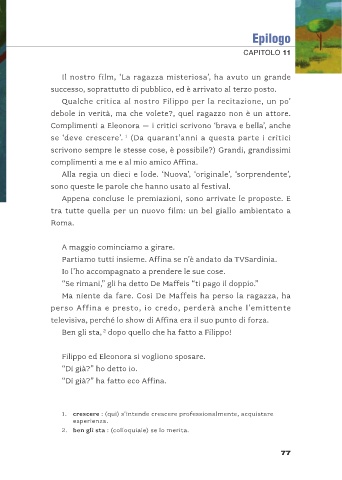 Epilogo
CAPITOLO 11
Il nostro film, ‘La ragazza misteriosa’, ha avuto un grande
successo, soprattutto di pubblico, ed è arrivato al terzo posto.
Qualche critica al nostro Filippo per la recitazione, un po’
debole in verità, ma che volete?, quel ragazzo non è un attore.
Complimenti a Eleonora — i critici scrivono ‘brava e bella’, anche
se ‘deve crescere’. 1 (Da quarant’anni a questa parte i critici
scrivono sempre le stesse cose, è possibile?) Grandi, grandissimi
complimenti a me e al mio amico Affina.
Alla regia un dieci e lode. ‘Nuova’, ‘originale’, ‘sorprendente’,
sono queste le parole che hanno usato al festival.
Appena concluse le premiazioni, sono arrivate le proposte. E
tra tutte quella per un nuovo film: un bel giallo ambientato a
Roma.
A maggio cominciamo a girare.
Partiamo tutti insieme. Affina se n’è andato da TVSardinia.
Io l’ho accompagnato a prendere le sue cose.
“Se rimani,” gli ha detto De Maffeis “ti pago il doppio.”
Ma niente da fare. Così De Maffeis ha perso la ragazza, ha
perso Affina e presto, io credo, perderà anche l’emittente
televisiva, perché lo show di Affina era il suo punto di forza.
Ben gli sta, 2 dopo quello che ha fatto a Filippo!
Filippo ed Eleonora si vogliono sposare.
“Di già?” ho detto io.
“Di già?” ha fatto eco Affina.
1. crescere : (qui) s’intende crescere professionalmente, acquistare
esperienza.
2. ben gli sta : (colloquiale) se lo merita.
77